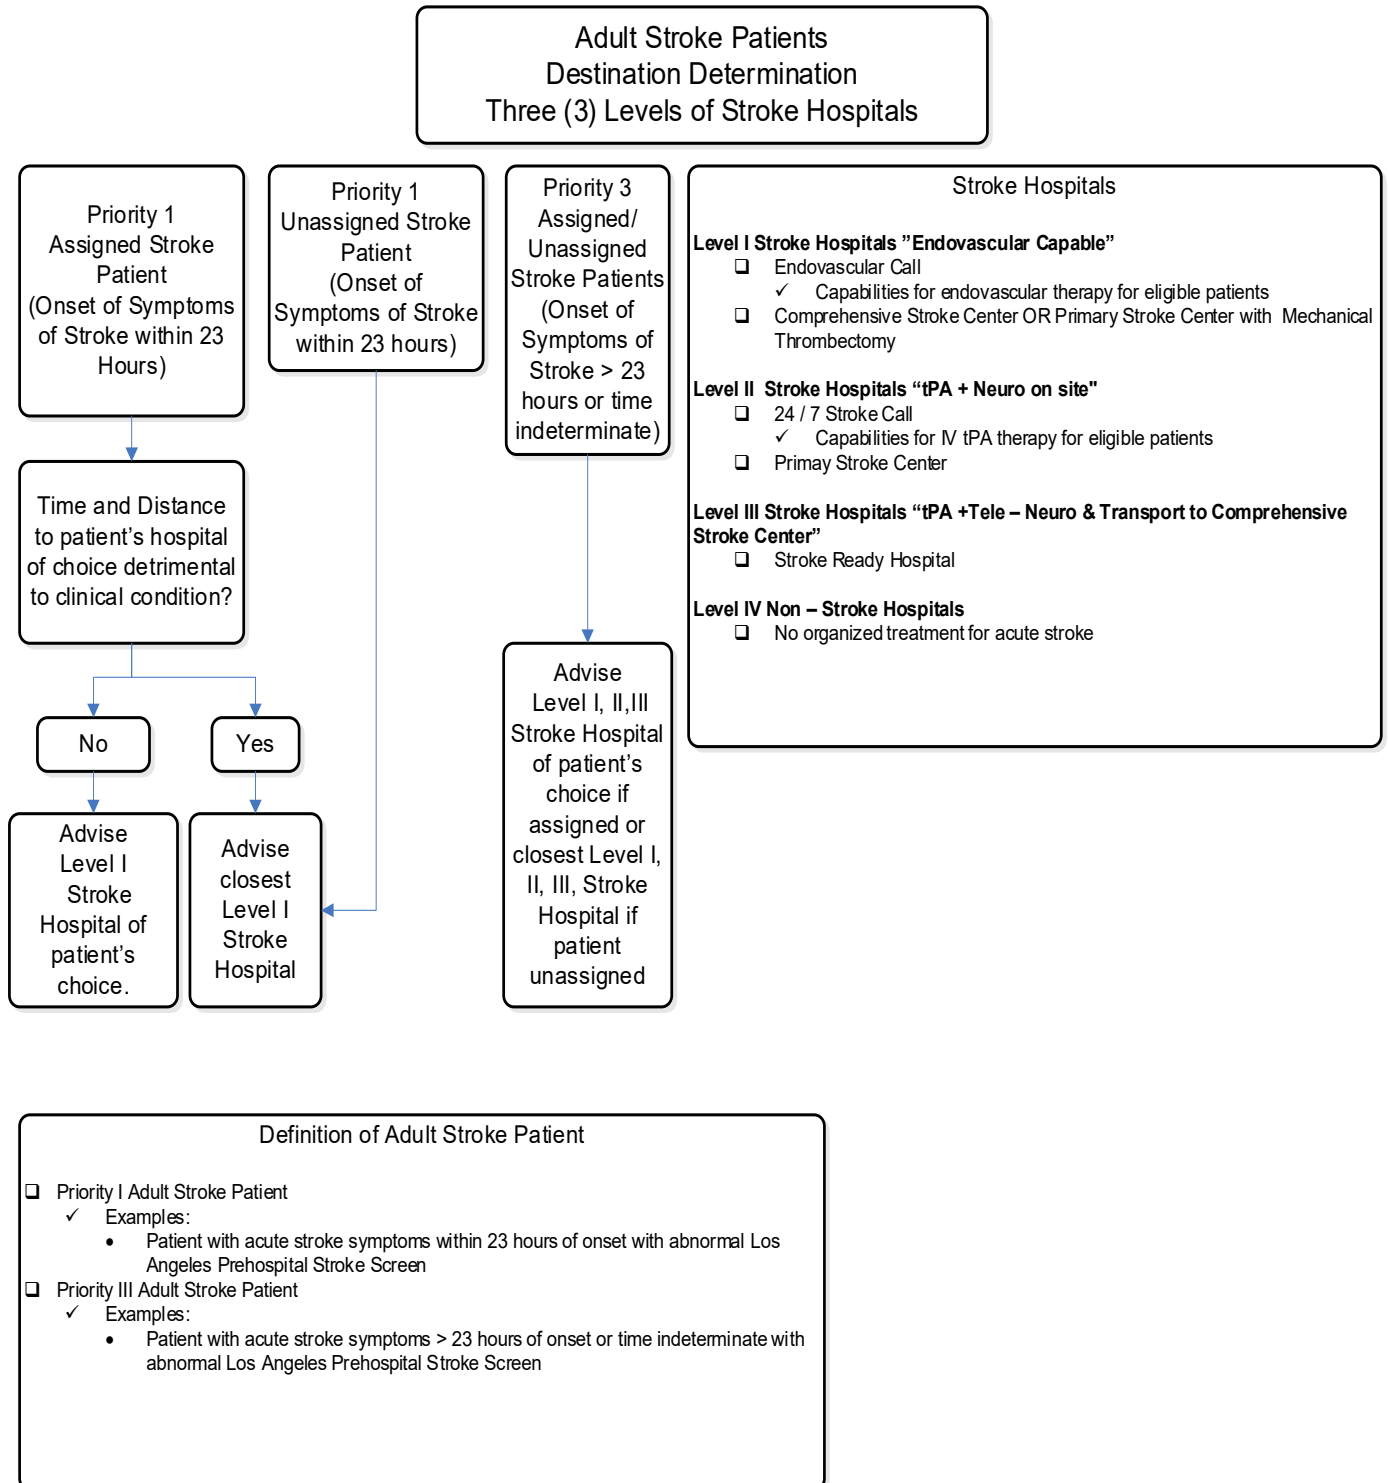 Adult Stroke Patients
Destination Determination
Three (3) Levels of Stroke Hospitals
Priority 1
Assigned Stroke
Patient
(Onset of Symptoms
of Stroke within 23
Hours)
Priority 1
Unassigned Stroke
Patient
(Onset of
Symptoms of Stroke
within 23 hours)
Priority 3
Assigned/
Unassigned
Stroke Patients
(Onset of
Symptoms of
Stroke > 23
hours or time
indeterminate)
Stroke Hospitals
Level I Stroke Hospitals ”Endovascular Capable”
❑ Endovascular Call
✓ Capabilities for endovascular therapy for eligible patients
❑ Comprehensive Stroke Center OR Primary Stroke Center with Mechanical
Thrombectomy
Level II Stroke Hospitals “tPA + Neuro on site"
❑ 24 / 7 Stroke Call
✓ Capabilities for IV tPA therapy for eligible patients
❑ Primay Stroke Center
Level III Stroke Hospitals “tPA +Tele – Neuro & Transport to Comprehensive
Stroke Center”
❑ Stroke Ready Hospital
Level IV Non – Stroke Hospitals
❑ No organized treatment for acute stroke
Time and Distance
to patient’s hospital
of choice detrimental
to clinical condition?
No
Yes
Advise
Level I
Stroke
Hospital of
patient’s
choice.
Advise
closest
Level I
Stroke
Hospital
Advise
Level I, II,III
Stroke Hospital
of patient’s
choice if
assigned or
closest Level I,
II, III, Stroke
Hospital if
patient
unassigned
Definition of Adult Stroke Patient
❑ Priority I Adult Stroke Patient
✓ Examples:
• Patient with acute stroke symptoms within 23 hours of onset with abnormal Los
Angeles Prehospital Stroke Screen
❑ Priority III Adult Stroke Patient
✓ Examples:
• Patient with acute stroke symptoms > 23 hours of onset or time indeterminate with
abnormal Los Angeles Prehospital Stroke Screen